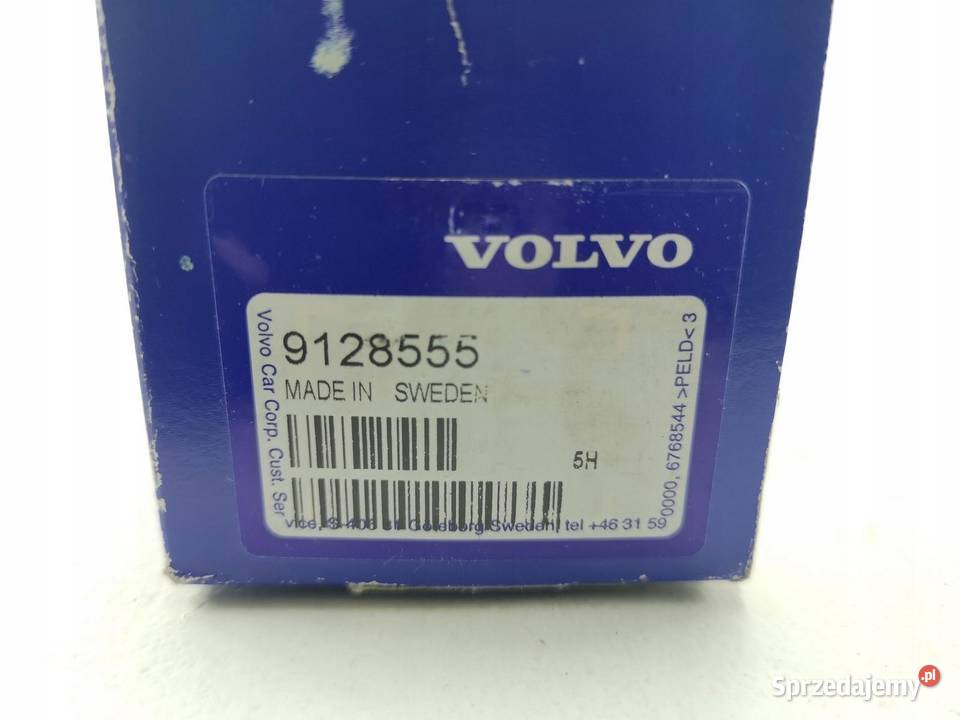 VOLVO
9128555
MADE IN SWEDEN
5H
Volvo Car Corp. Cust. Ser
vice, S-405 31 Göteborg Sweden, tel +46 31 59
0000, 6768544 >PELD< 3
Sprzedajemy.pl